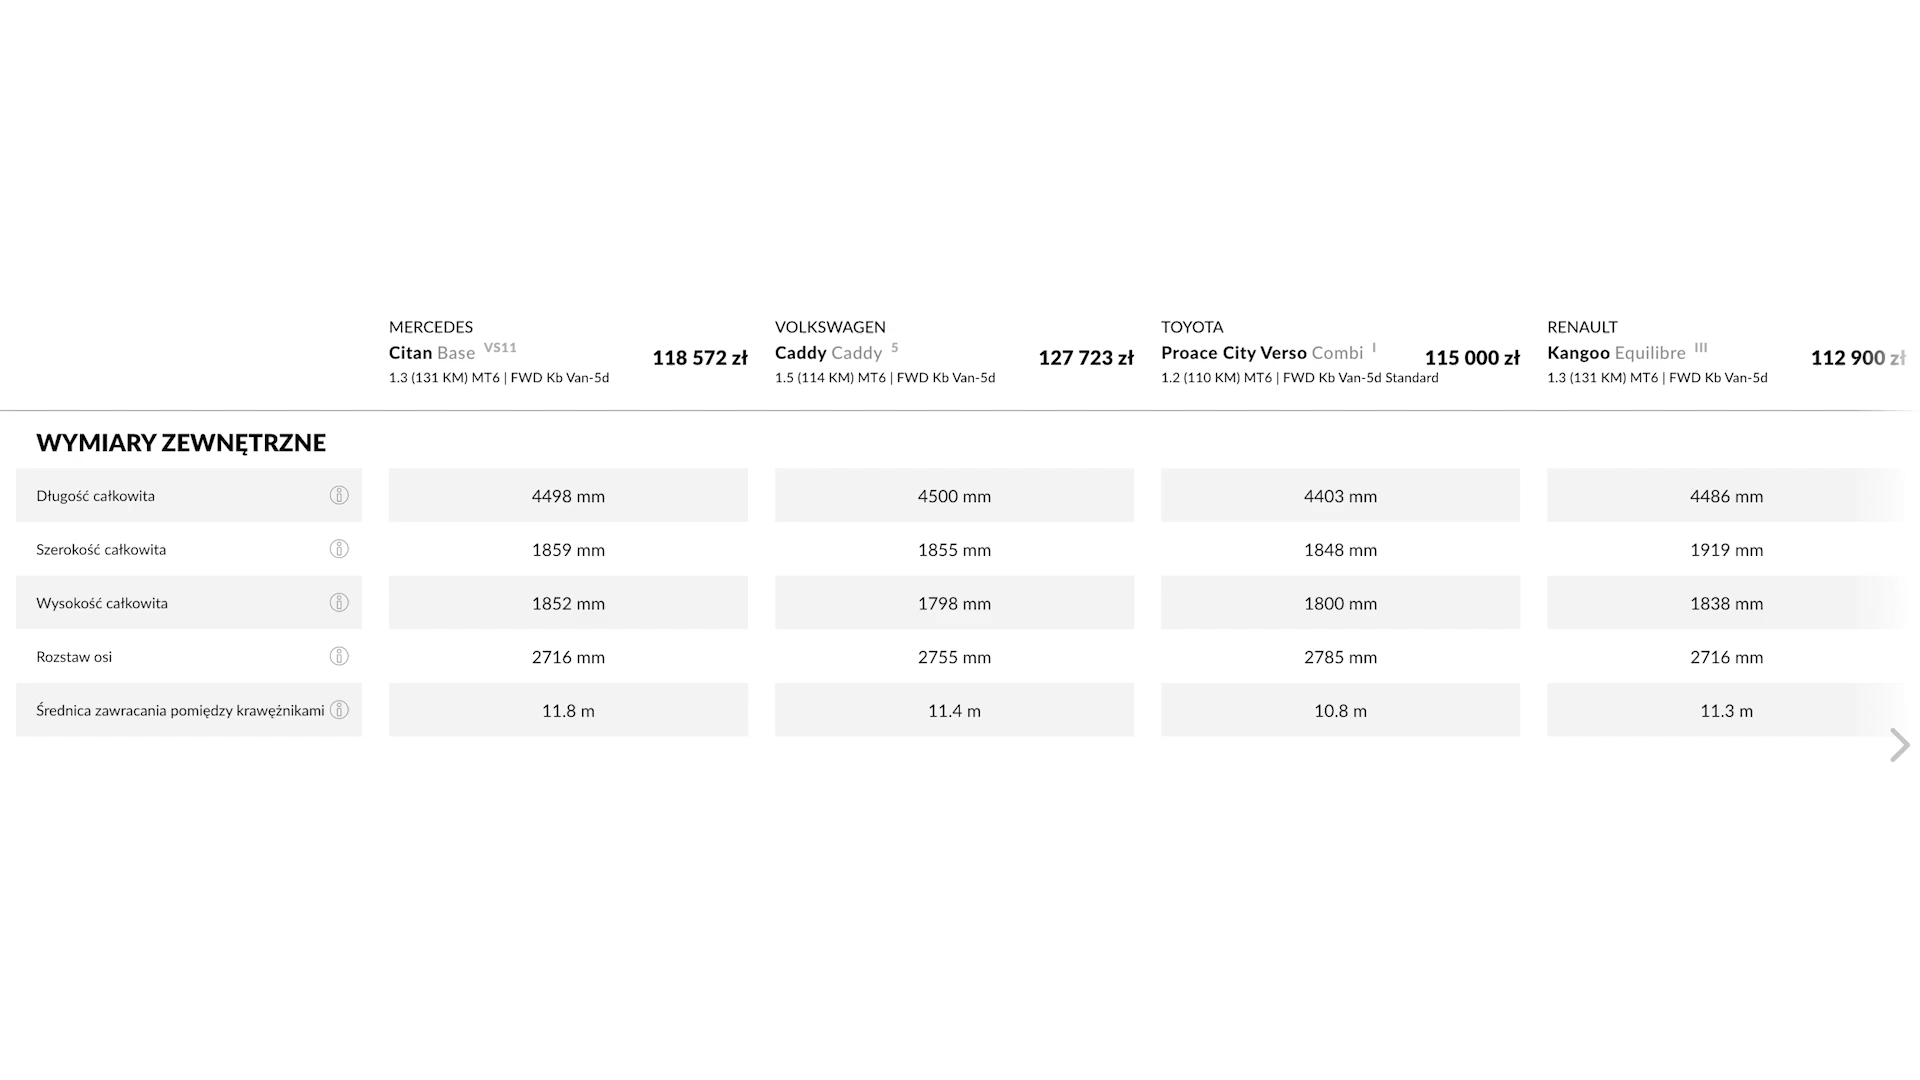 MERCEDES
Citan Base VS11
118 572 zł
1.3 (131 KM) MT6 | FWD Kb Van-5d
VOLKSWAGEN
Caddy Caddy 5
127 723 zł
1.5 (114 KM) MT6 | FWD Kb Van-5d
TOYOTA
Proace City Verso Combi I
115 000 zł
1.2 (110 KM) MT6 | FWD Kb Van-5d Standard
RENAULT
Kangoo Equilibre III
112 900 zł
1.3 (131 KM) MT6 | FWD Kb Van-5d
WYMIARY ZEWNĘTRZNE
Długość całkowita 4498 mm 4500 mm 4403 mm 4486 mm
Szerokość całkowita 1859 mm 1855 mm 1848 mm 1919 mm
Wysokość całkowita 1852 mm 1798 mm 1800 mm 1838 mm
Rozstaw osi 2716 mm 2755 mm 2785 mm 2716 mm
Średnica zawracania pomiędzy krawężnikami 11.8 m 11.4 m 10.8 m 11.3 m